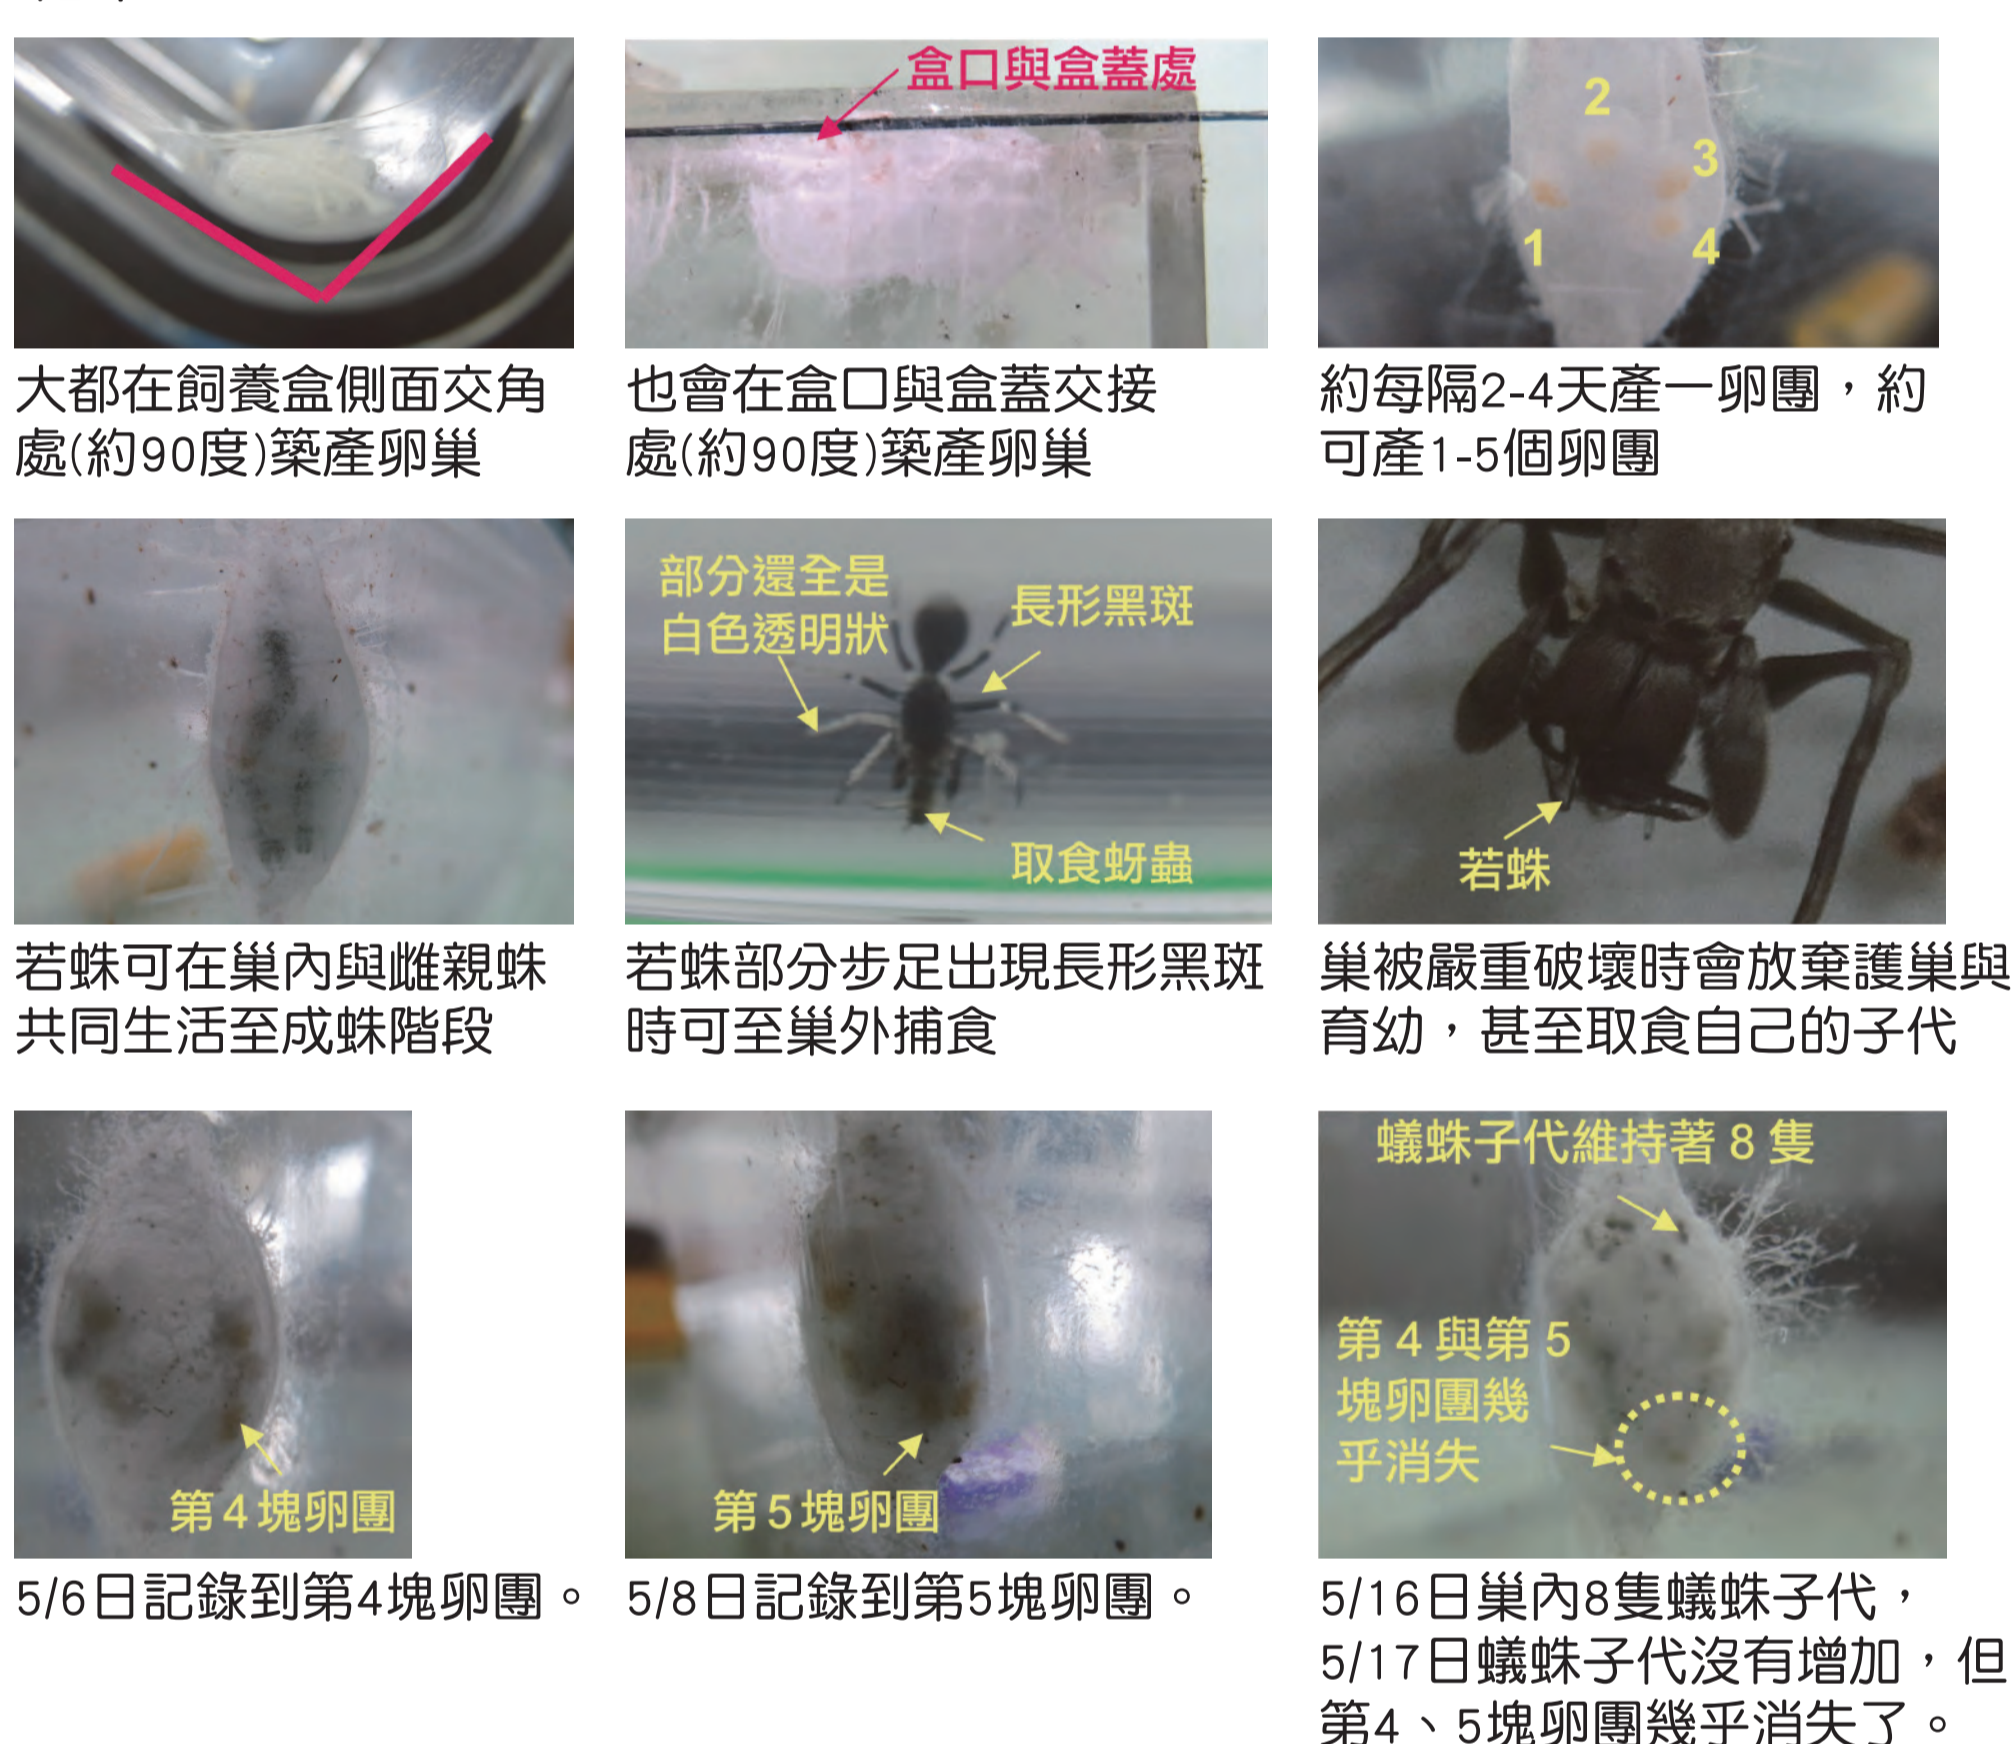 盒口與盒蓋處
2
3
1
4
大都在飼養盒側面交角
處(約90度)築產卵巢
也會在盒口與盒蓋交接
處(約90度)築產卵巢
約每隔2-4天產一卵團，約
可產1-5個卵團
部分還全是
白色透明狀
長形黑斑
取食蚜蟲
若蛛
若蛛可在巢內與雌親蛛
共同生活至成蛛階段
若蛛部分步足出現長形黑斑
時可至巢外捕食
巢被嚴重破壞時會放棄護巢與
育幼，甚至取食自己的子代
第4塊卵團
第5塊卵團
蟻蛛子代維持著 8 隻
第 4 與第 5
塊卵團幾
乎消失
5/6日記錄到第4塊卵團。
5/8日記錄到第5塊卵團。
5/16日巢內8隻蟻蛛子代，
5/17日蟻蛛子代沒有增加，但
第4、5塊卵團幾乎消失了。